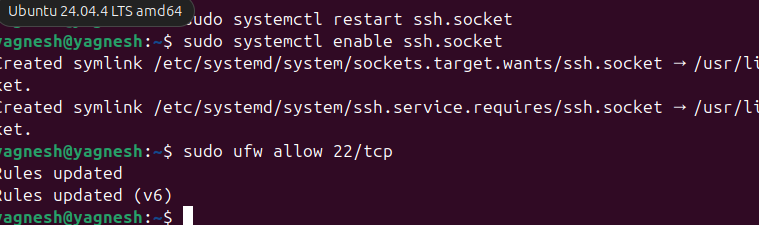 Ubuntu 24.04.4 LTS amd64
sudo systemctl restart ssh.socket
yagnesh@yagnesh:~$ sudo systemctl enable ssh.socket
Created symlink /etc/systemd/system/sockets.target.wants/ssh.socket → /usr/li
ket.
Created symlink /etc/systemd/system/ssh.service.requires/ssh.socket → /usr/li
ket.
yagnesh@yagnesh:~$ sudo ufw allow 22/tcp
Rules updated
Rules updated (v6)
yagnesh@yagnesh:~$